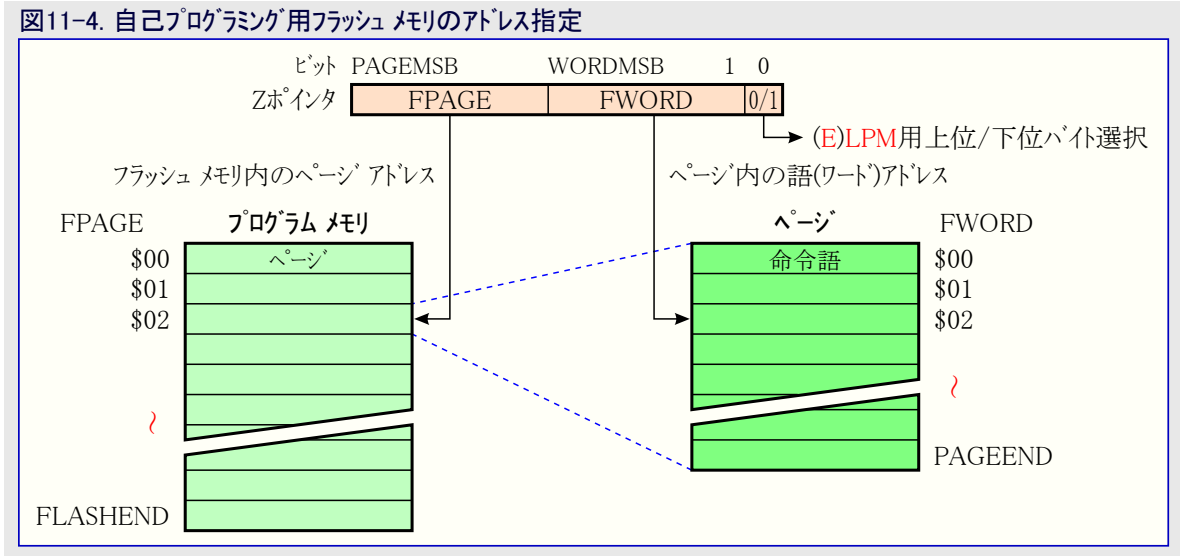 図11-4. 自己プログラミング用フラッシュ メモリのアドレス指定
ビット PAGEMSB WORDMSB 1 0
Zポインタ FPAGE FWORD 0/1
(E)LPM用上位/下位バイト選択
フラッシュ メモリ内のページ アドレス ページ内の語(ワード)アドレス
FPAGE プログラム メモリ ページ FWORD
$00 ページ 命令語 $00
$01 $01
$02 $02
~ ~
PAGEEND
FLASHEND